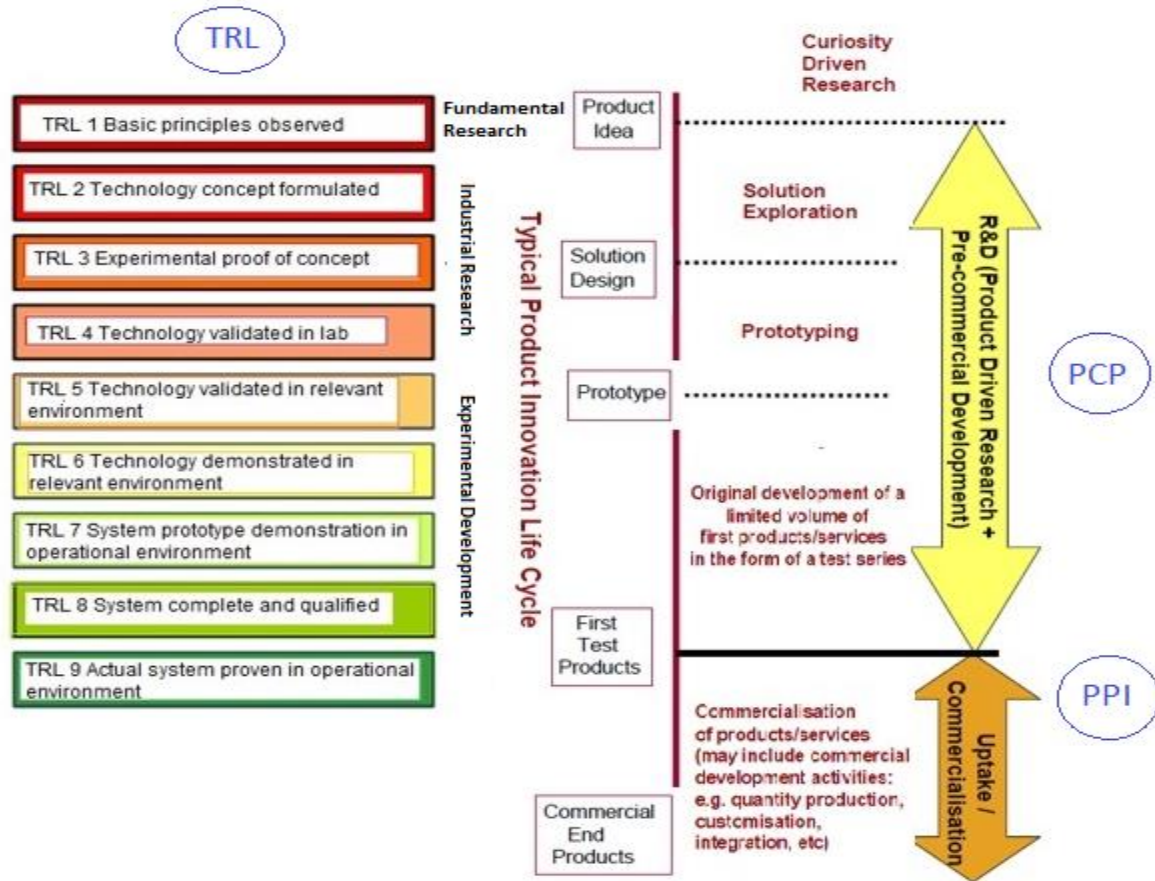 TRL
TRL 1 Basic principles observed
TRL 2 Technology concept formulated
TRL 3 Experimental proof of concept
TRL 4 Technology validated in lab
TRL 5 Technology validated in relevant
environment
TRL 6 Technology demonstrated in
relevant environment
TRL 7 System prototype demonstration in
operational environment
TRL 8 System complete and qualified
TRL 9 Actual system proven in operational
environment
Fundamental
Research
Industrial Research
Experimental Development
Typical Product Innovation Life Cycle
Product
Idea
Solution
Design
Prototype
First
Test
Products
Commercial
End
Products
Curiosity
Driven
Research
Solution
Exploration
Prototyping
Original development of a
limited volume of
first products/services
in the form of a test series
Commercialisation
of products/services
(may include commercial
development activities:
e.g. quantity production,
customisation,
integration, etc)
R&D (Product Driven Research +
Pre-commercial Development)
Uptake /
Commercialisation
PCP
PPI